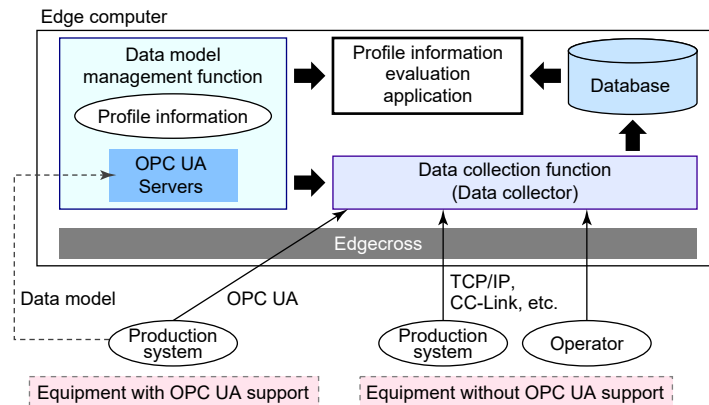 Edge computer
Data model
management function
Profile information
OPC UA
Servers
Profile information
evaluation
application
Database
Data collection function
(Data collector)
Edgecross
Data model
OPC UA
TCP/IP,
CC-Link, etc.
Production
system
Production
system
Operator
Equipment with OPC UA support
Equipment without OPC UA support